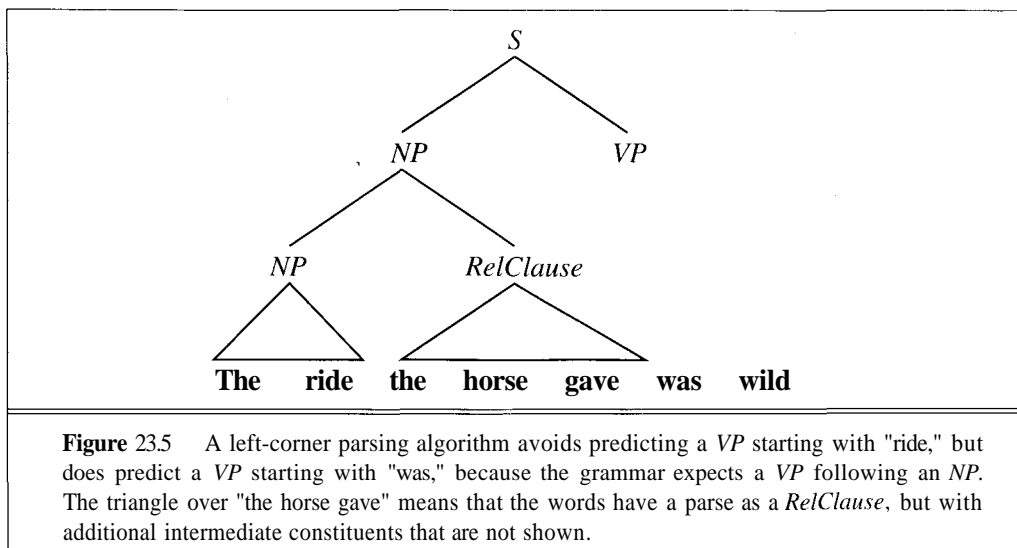 S
NP VP
NP RelClause
The ride the horse gave was wild
Figure 23.5 A left-corner parsing algorithm avoids predicting a VP starting with "ride," but
does predict a VP starting with "was," because the grammar expects a VP following an NP.
The triangle over "the horse gave" means that the words have a parse as a RelClause, but with
additional intermediate constituents that are not shown.